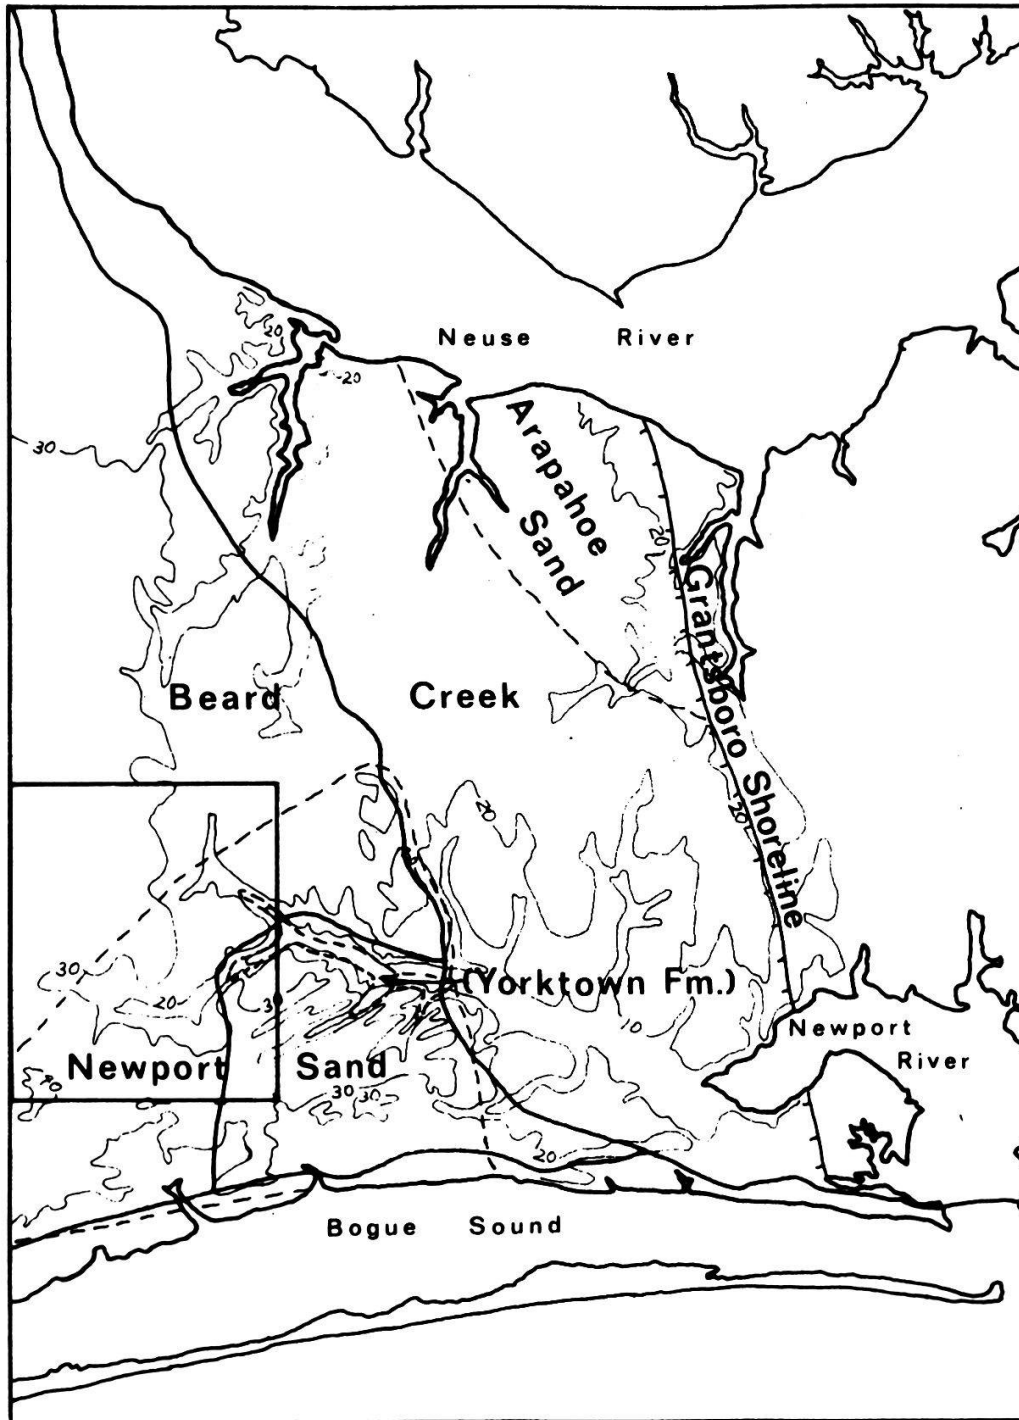 Neuse River
20
20
30
Arapahoe
Sand
20
Grantsboro Shoreline
Beard Creek
20
20
30
20
(Yorktown Fm.)
10
Newport
River
Newport Sand
30 30
20
Bogue Sound